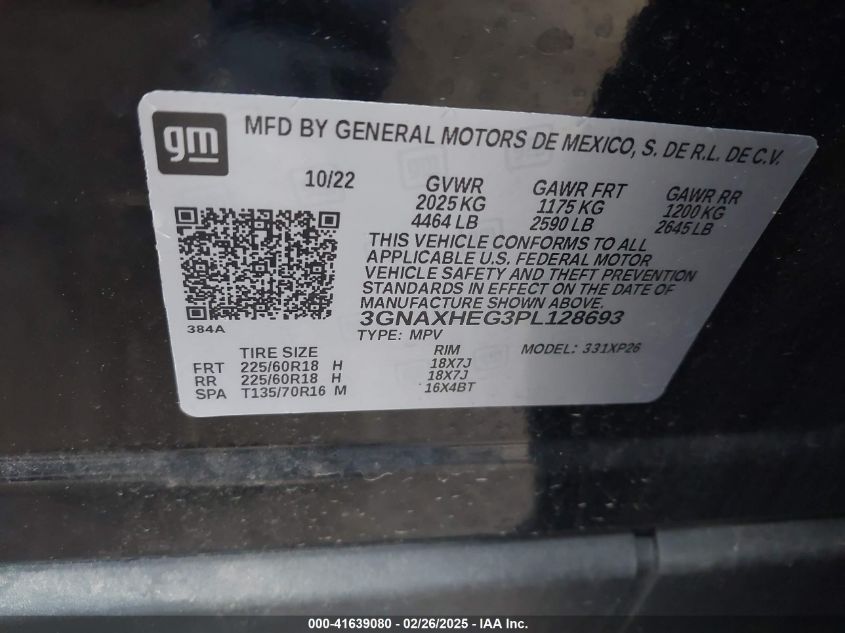 gm MFD BY GENERAL MOTORS DE MEXICO, S. DE R.L. DE C.V.
10/22 GVWR GAWR FRT GAWR RR
2025 KG 1175 KG 1200 KG
4464 LB 2590 LB 2645 LB
THIS VEHICLE CONFORMS TO ALL
APPLICABLE U.S. FEDERAL MOTOR
VEHICLE SAFETY AND THEFT PREVENTION
STANDARDS IN EFFECT ON THE DATE OF
MANUFACTURE SHOWN ABOVE.
384A
3GNAXHEG3PL128693
TYPE: MPV MODEL: 331XP26
TIRE SIZE RIM
FRT 225/60R18 H 18X7J
RR 225/60R18 H 18X7J
SPA T135/70R16 M 16X4BT
000-41639080 - 02/26/2025 - IAA Inc.